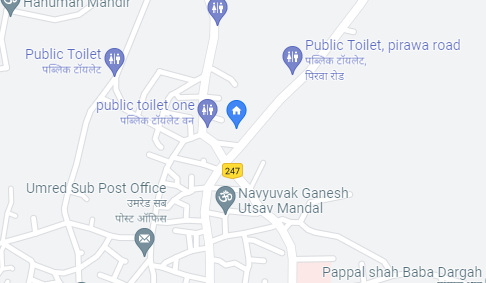 Hanuman Mandir
Public Toilet
पब्लिक टॉयलेट
Public Toilet, pirawa road
पब्लिक टॉयलेट,
पिरवा रोड
public toilet one
पब्लिक टॉयलेट वन
247
Umred Sub Post Office
उमरेड सब
पोस्ट ऑफिस
Navyuvak Ganesh
Utsav Mandal
Pappal shah Baba Dargah